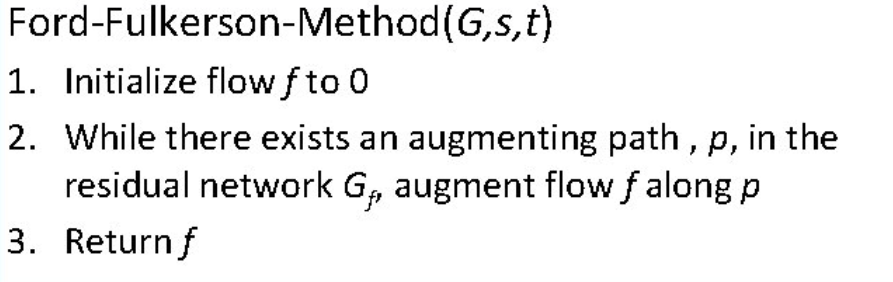 Ford-Fulkerson-Method(G,s,t)
1. Initialize flow f to 0
2. While there exists an augmenting path , p, in the
residual network Gf, augment flow f along p
3. Return f